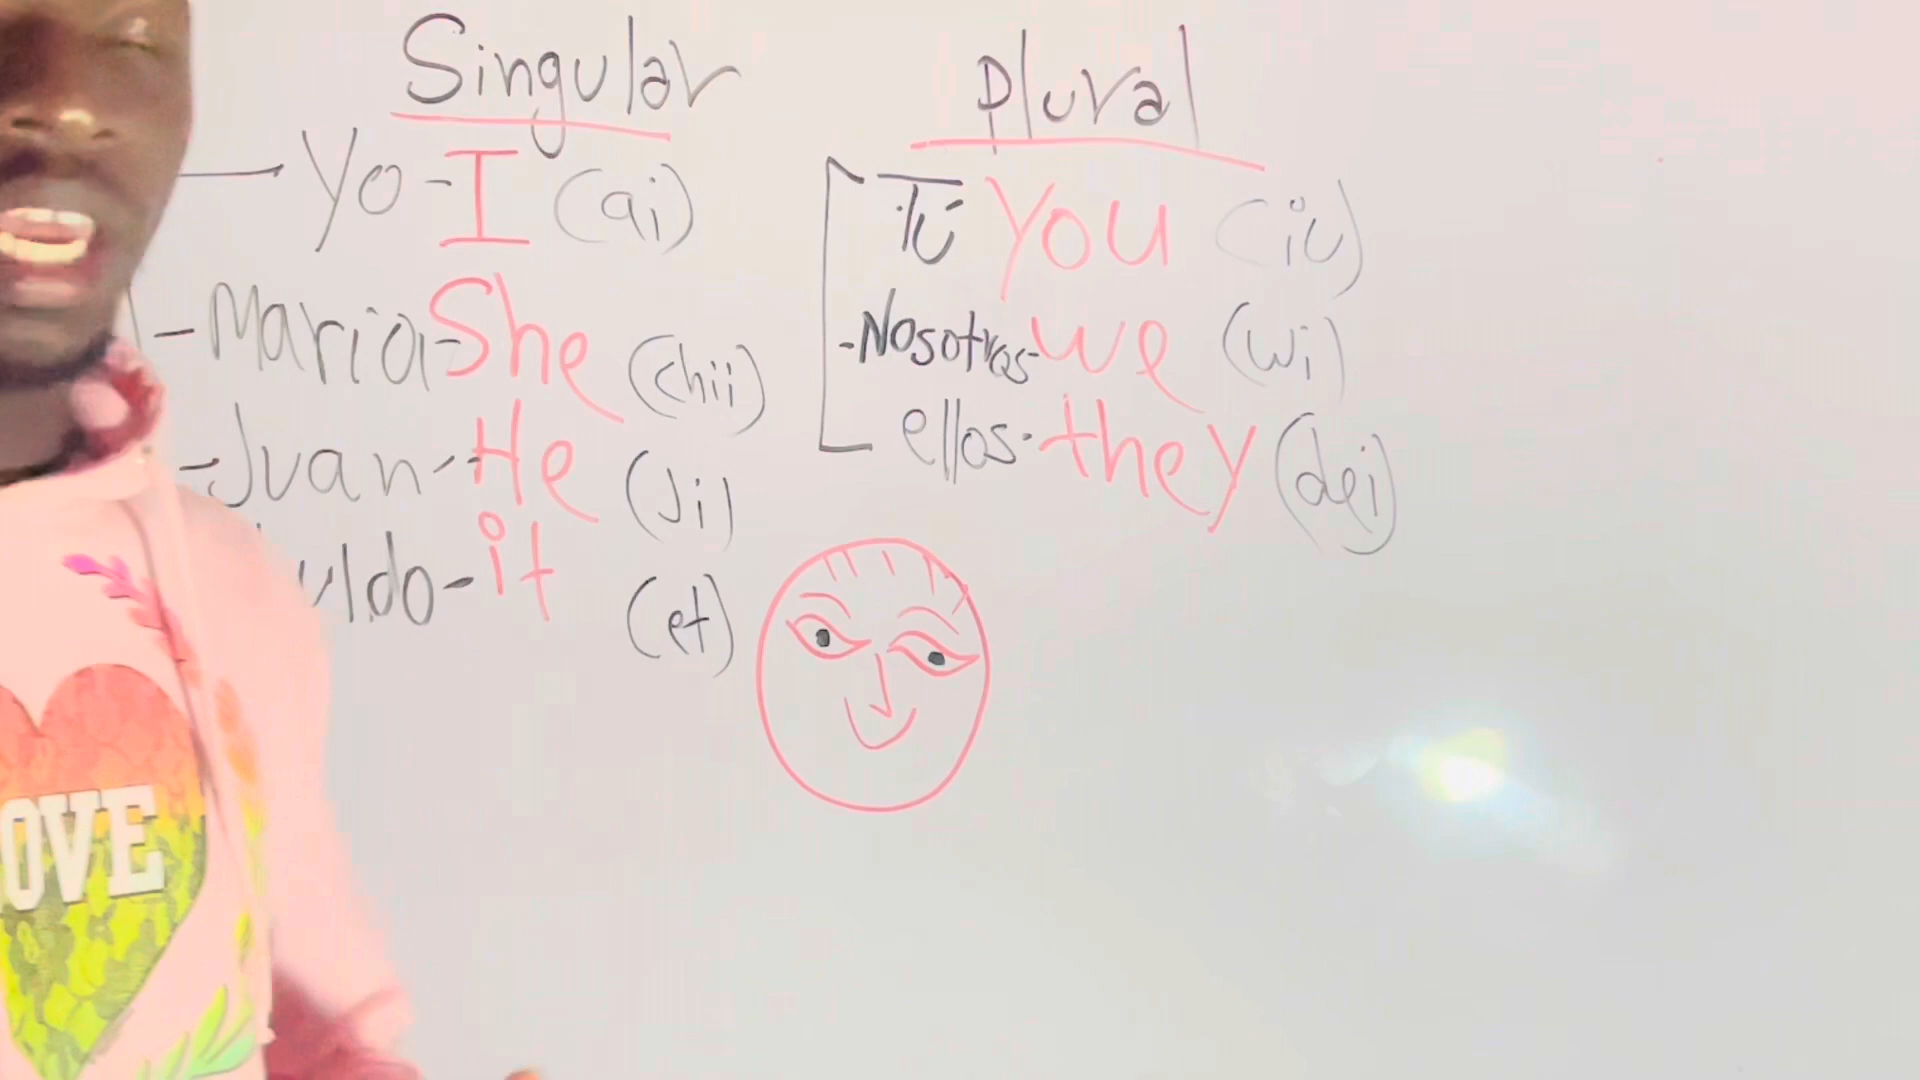 Singular
Yo - I (ai)
- Maria - She (chii)
- Juan - He (Ji)
it (et)
Plural
Tú You (iu)
- Nosotros - we (wi)
ellos - they (dei)
OVE